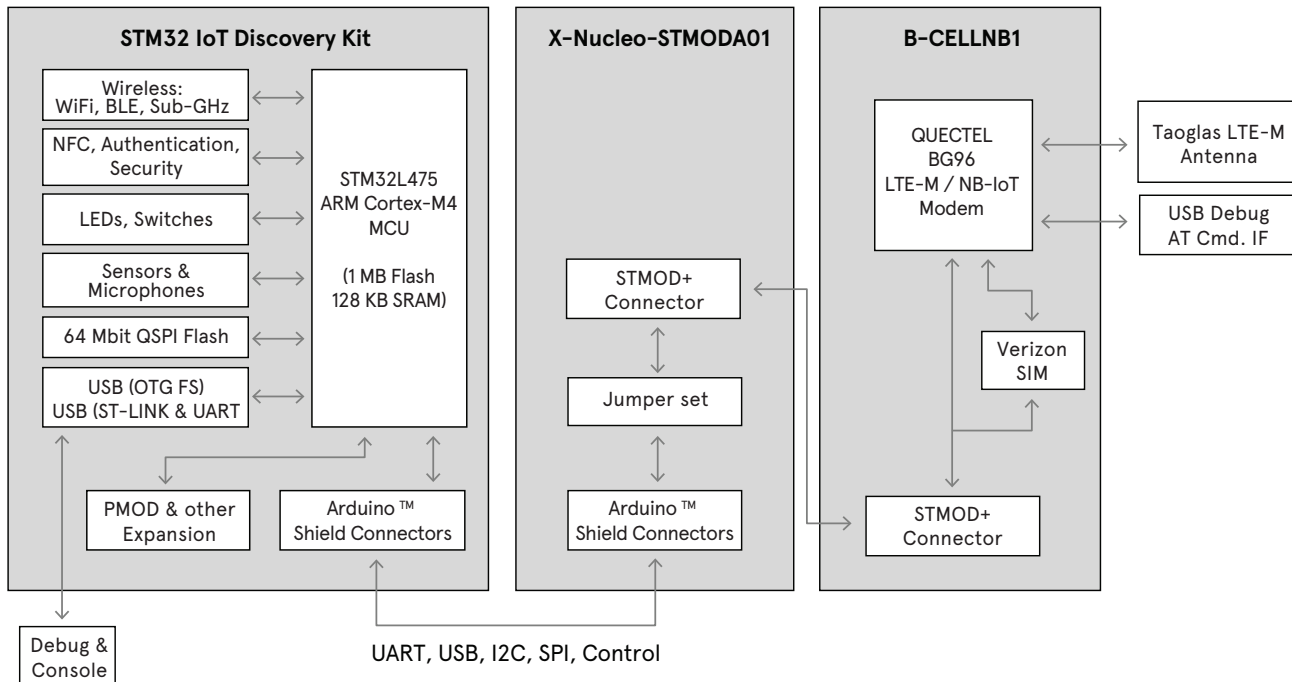 STM32 IoT Discovery Kit
Wireless:
WiFi, BLE, Sub-GHz
NFC, Authentication,
Security
LEDs, Switches
Sensors &
Microphones
64 Mbit QSPI Flash
USB (OTG FS)
USB (ST-LINK & UART
STM32L475
ARM Cortex-M4
MCU
(1 MB Flash
128 KB SRAM)
PMOD & other
Expansion
Arduino ™
Shield Connectors
Debug &
Console
X-Nucleo-STMODA01
STMOD+
Connector
Jumper set
Arduino ™
Shield Connectors
UART, USB, I2C, SPI, Control
B-CELLNB1
QUECTEL
BG96
LTE-M / NB-IoT
Modem
Verizon
SIM
STMOD+
Connector
Taoglas LTE-M
Antenna
USB Debug
AT Cmd. IF